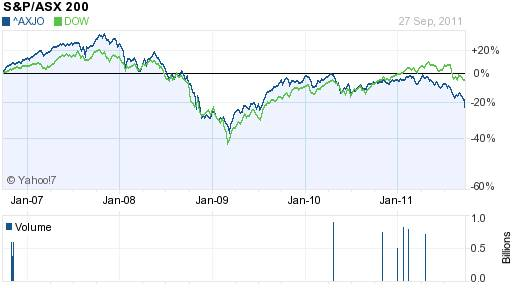 S&P/ASX 200
^AXJO DOW 27 Sep, 2011
+20%
0%
-20%
-40%
-60%
© Yahoo!7
Jan-07 Jan-08 Jan-09 Jan-10 Jan-11
Volume
1.0
0.5
0.0
Billions